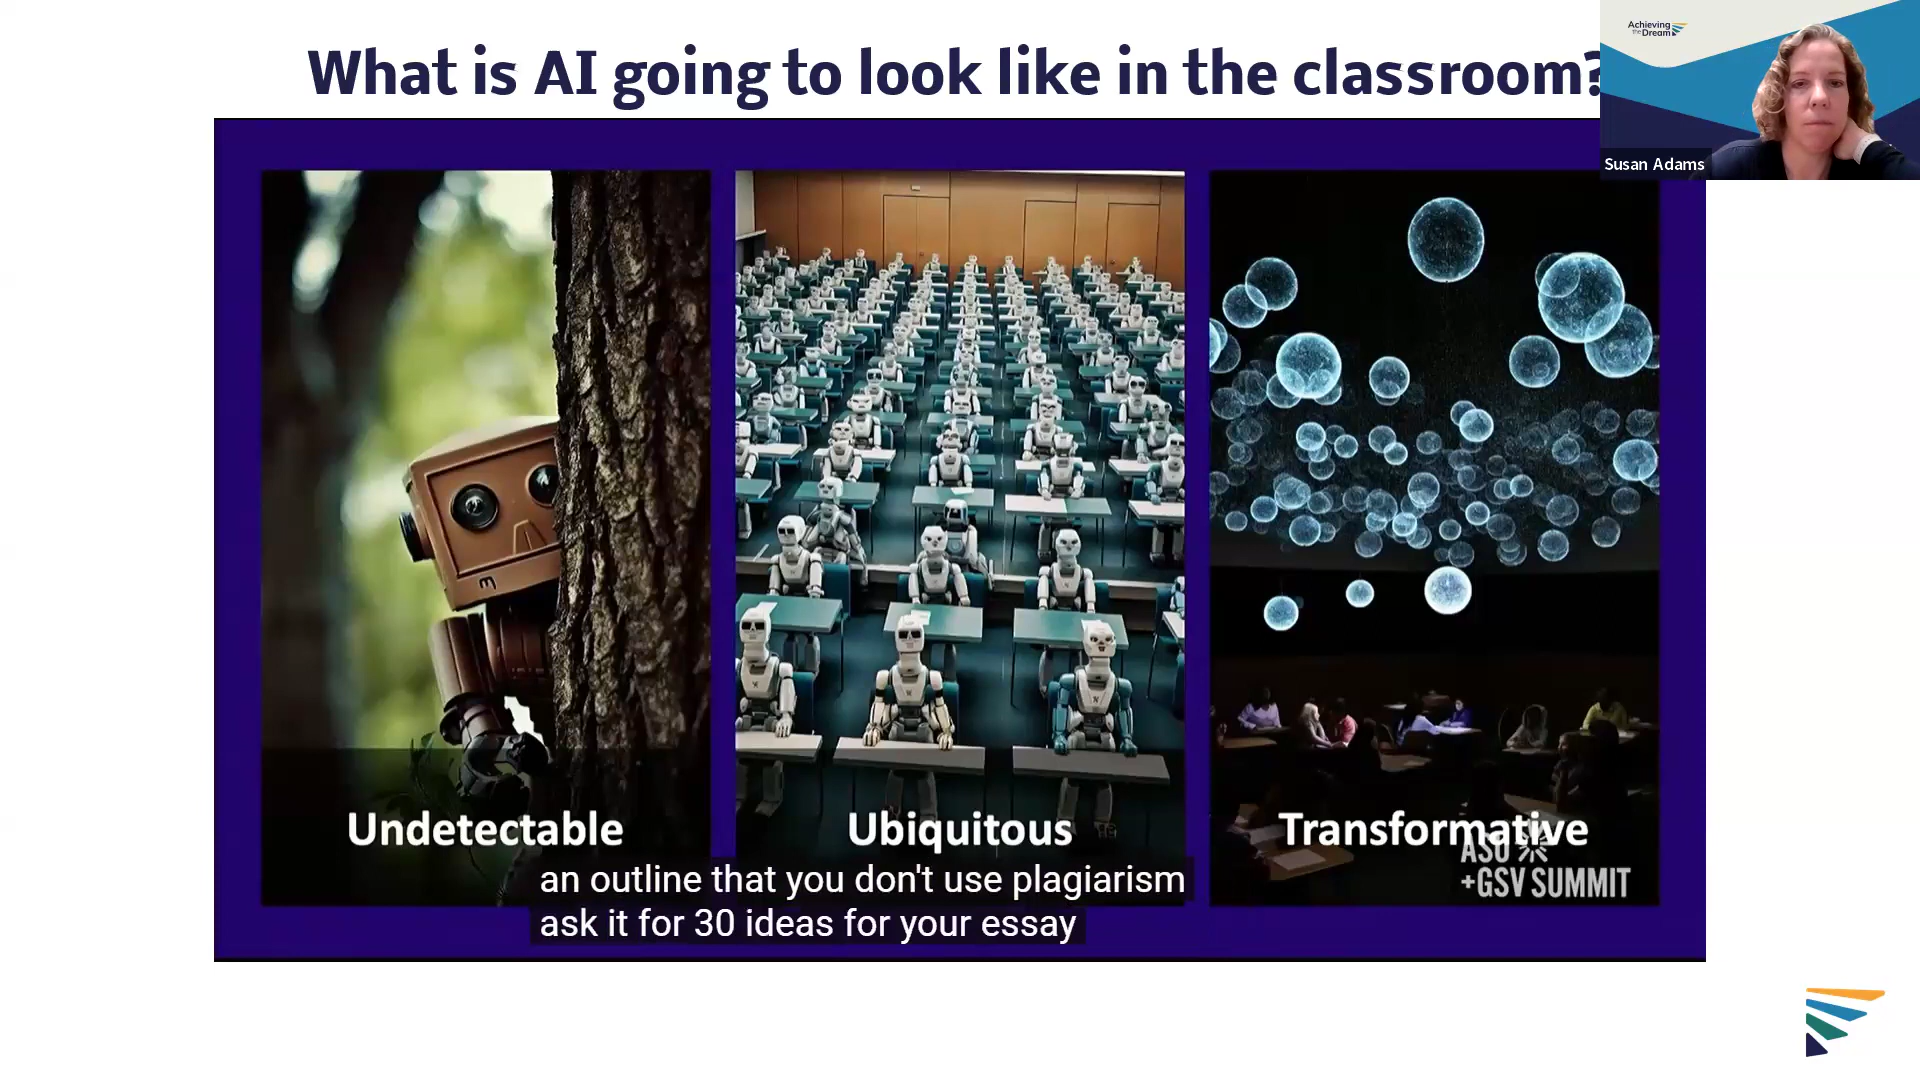 What is AI going to look like in the classroom?
Achieving
the Dream
Susan Adams
Undetectable
Ubiquitous
Transformative
ASU
+GSV SUMMIT
an outline that you don't use plagiarism
ask it for 30 ideas for your essay